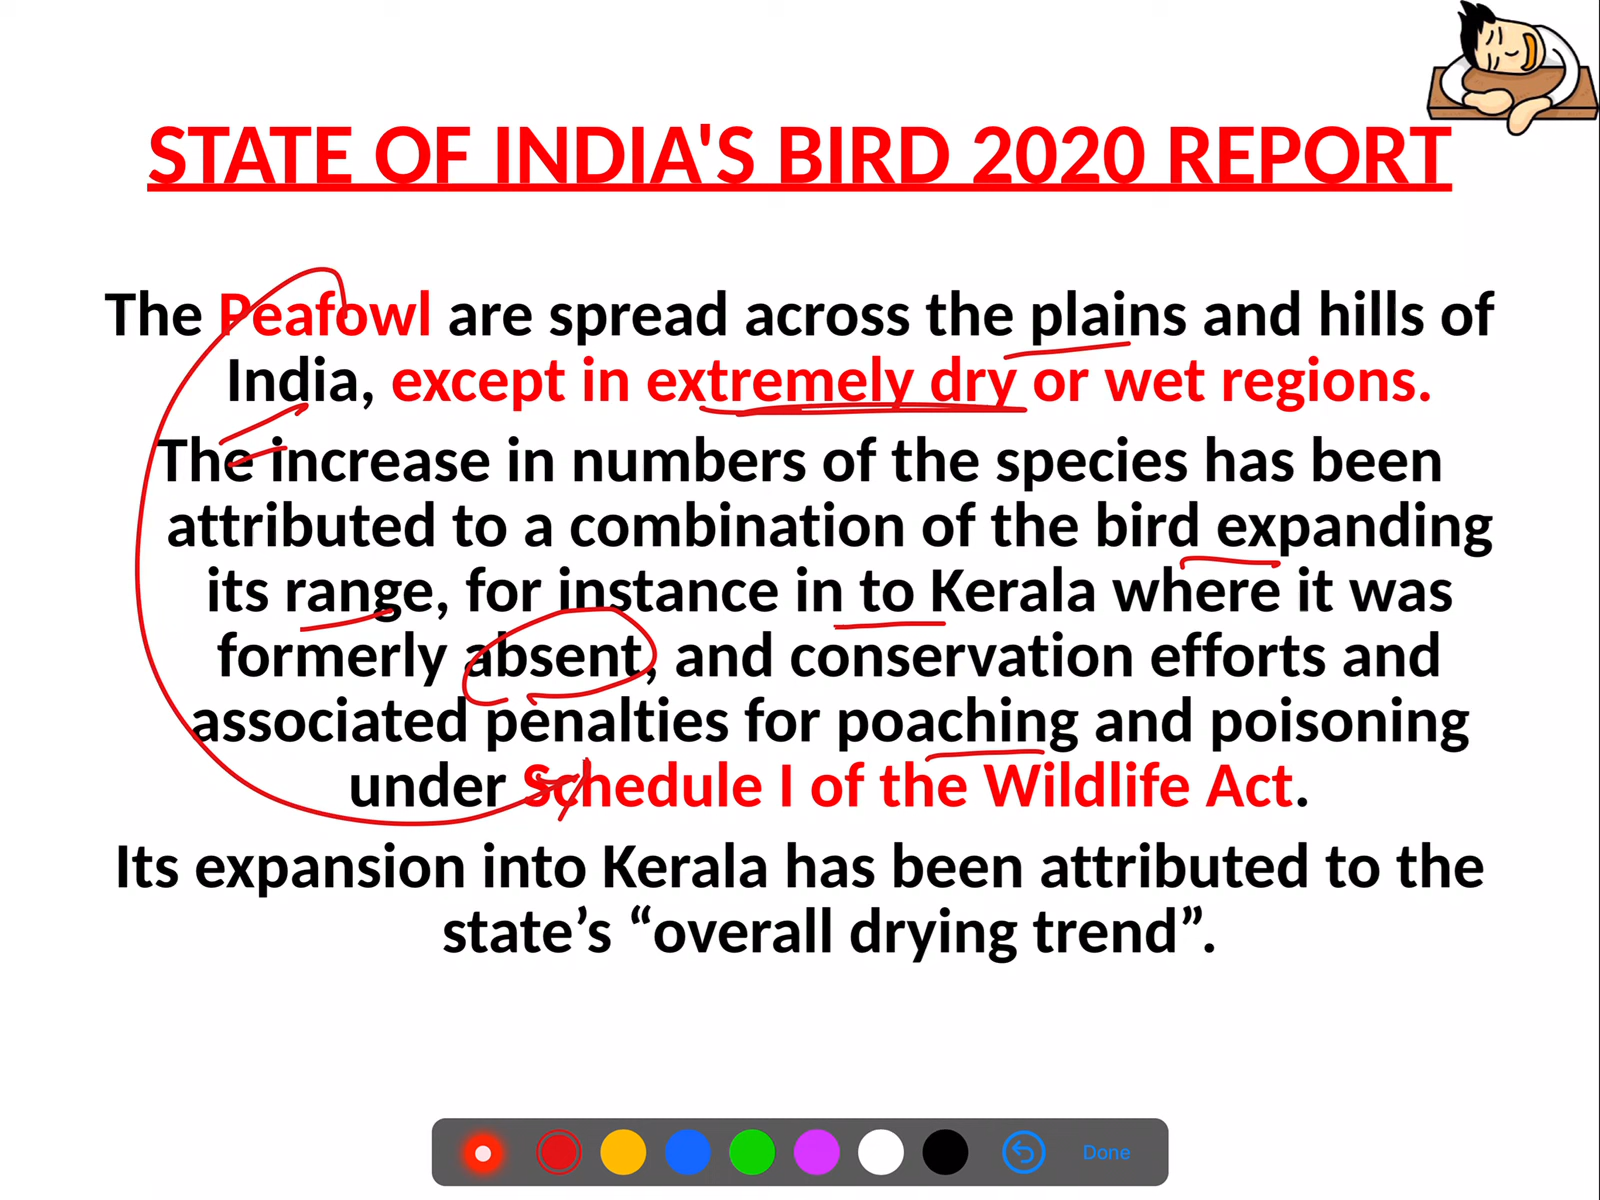 STATE OF INDIA'S BIRD 2020 REPORT
The Peafowl are spread across the plains and hills of
India, except in extremely dry or wet regions.
The increase in numbers of the species has been
attributed to a combination of the bird expanding
its range, for instance in to Kerala where it was
formerly absent, and conservation efforts and
associated penalties for poaching and poisoning
under Schedule I of the Wildlife Act.
Its expansion into Kerala has been attributed to the
state’s “overall drying trend”.
Done